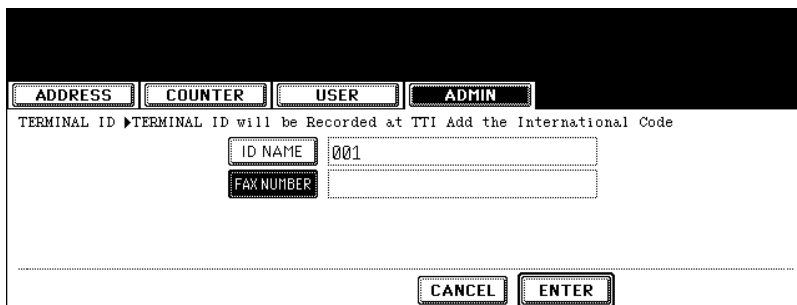 ADDRESS COUNTER USER ADMIN
TERMINAL ID ▶TERMINAL ID will be Recorded at TTI Add the International Code
ID NAME 001
FAX NUMBER
CANCEL ENTER